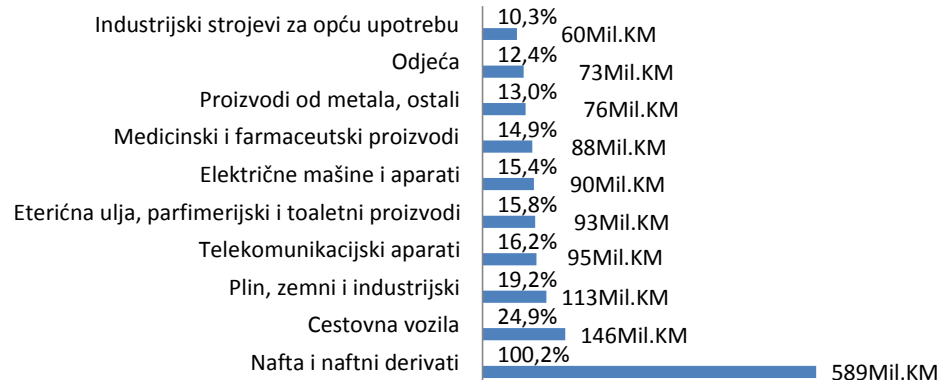 Industrijski strojevi za opću upotrebu 10,3% 60Mil.KM
Odjeća 12,4% 73Mil.KM
Proizvodi od metala, ostali 13,0% 76Mil.KM
Medicinski i farmaceutski proizvodi 14,9% 88Mil.KM
Električne mašine i aparati 15,4% 90Mil.KM
Eterićna ulja, parfimerijski i toaletni proizvodi 15,8% 93Mil.KM
Telekomunikacijski aparati 16,2% 95Mil.KM
Plin, zemni i industrijski 19,2% 113Mil.KM
Cestovna vozila 24,9% 146Mil.KM
Nafta i naftni derivati 100,2% 589Mil.KM